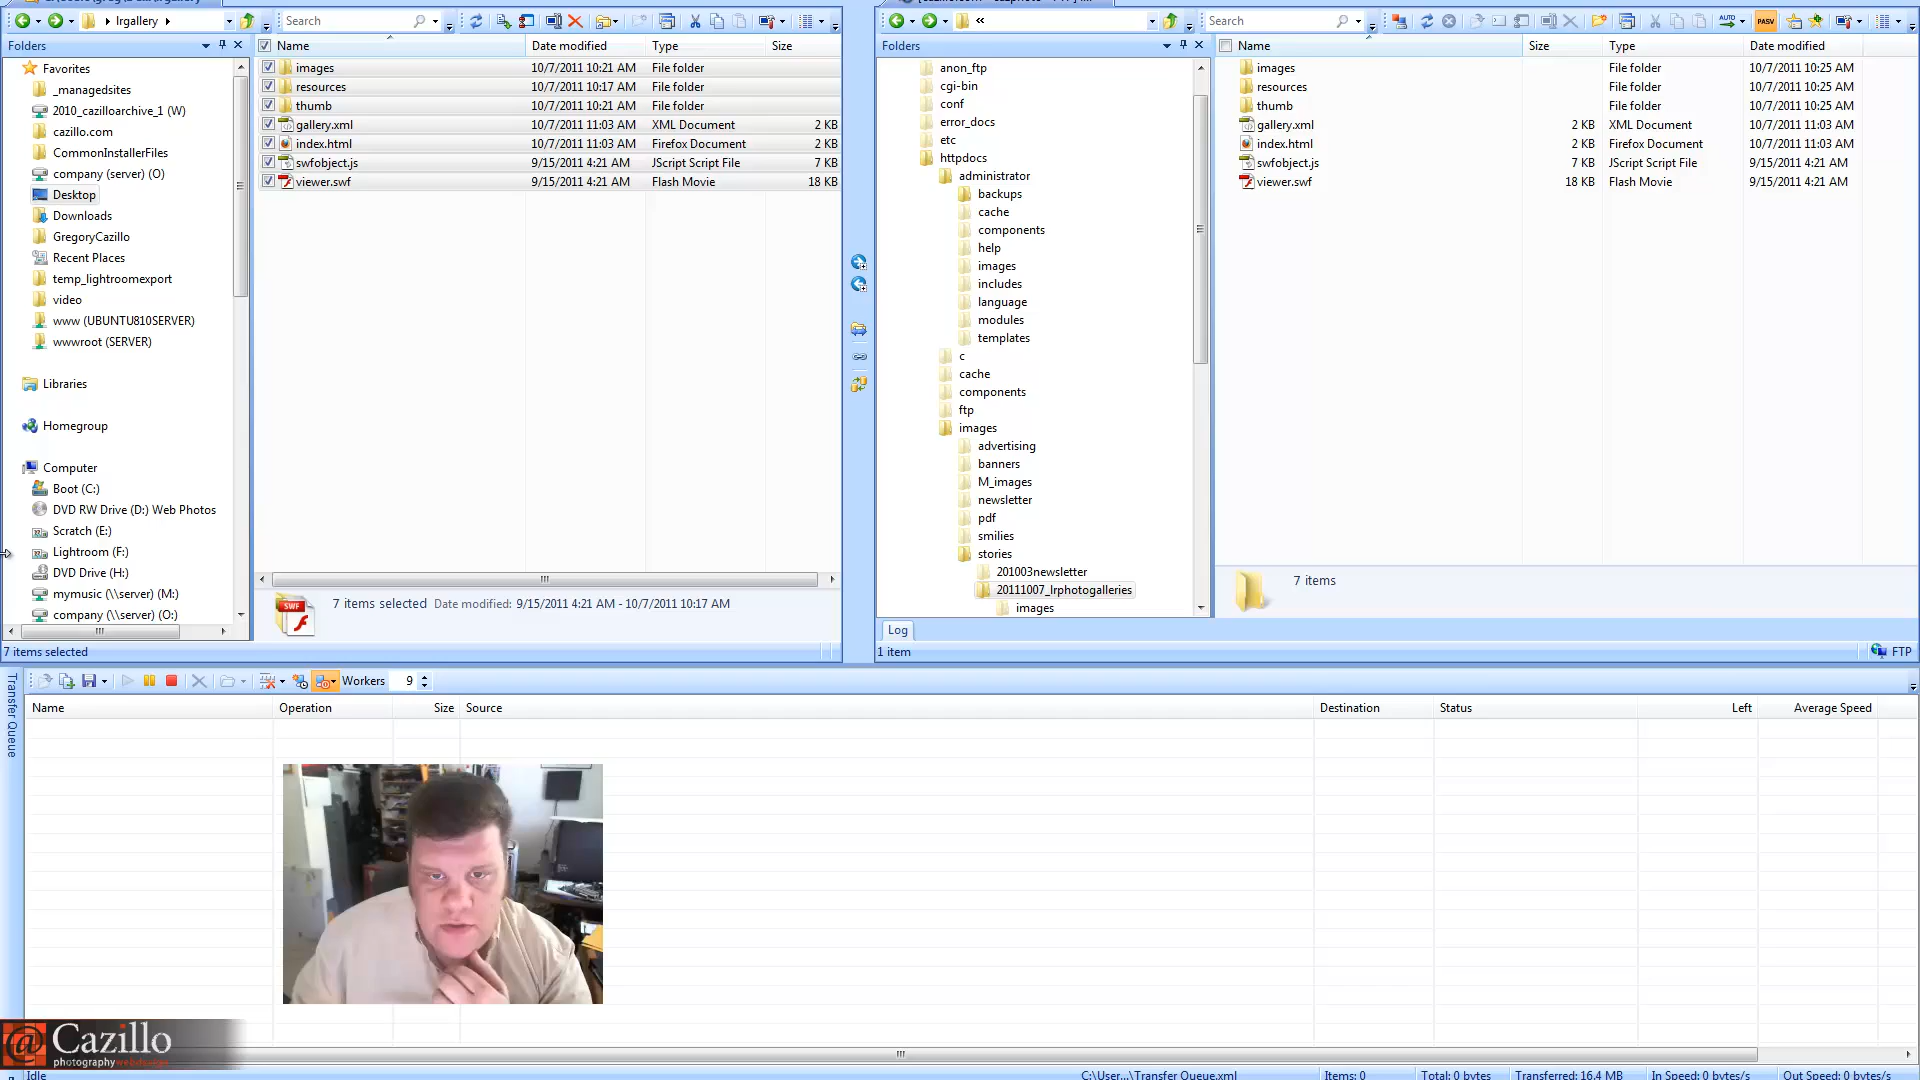 lrgallery
Search
«
Search
Folders
Name
Date modified
Type
Size
Folders
Name
Size
Type
Date modified
Favorites
_managedsites
2010_cazilloarchive_1 (W)
cazillo.com
CommonInstallerFiles
company (server) (O)
Desktop
Downloads
GregoryCazillo
Recent Places
temp_lightroomexport
video
www (UBUNTU810SERVER)
wwwroot (SERVER)
Libraries
Homegroup
Computer
Boot (C:)
DVD RW Drive (D:) Web Photos
Scratch (E:)
Lightroom (F:)
DVD Drive (H:)
mymusic (\\server) (M:)
company (\\server) (O:)
images 10/7/2011 10:21 AM File folder
resources 10/7/2011 10:17 AM File folder
thumb 10/7/2011 10:21 AM File folder
gallery.xml 10/7/2011 11:03 AM XML Document 2 KB
index.html 10/7/2011 11:03 AM Firefox Document 2 KB
swfobject.js 9/15/2011 4:21 AM JScript Script File 7 KB
viewer.swf 9/15/2011 4:21 AM Flash Movie 18 KB
SWF
7 items selected Date modified: 9/15/2011 4:21 AM - 10/7/2011 10:17 AM
7 items selected
AUTO
PASV
anon_ftp
cgi-bin
conf
error_docs
etc
httpdocs
administrator
backups
cache
components
help
images
includes
language
modules
templates
c
cache
components
ftp
images
advertising
banners
M_images
newsletter
pdf
smilies
stories
201003newsletter
20111007_lrphotogalleries
images
images File folder 10/7/2011 10:25 AM
resources File folder 10/7/2011 10:25 AM
thumb File folder 10/7/2011 10:25 AM
gallery.xml 2 KB XML Document 10/7/2011 11:03 AM
index.html 2 KB Firefox Document 10/7/2011 11:03 AM
swfobject.js 7 KB JScript Script File 9/15/2011 4:21 AM
viewer.swf 18 KB Flash Movie 9/15/2011 4:21 AM
7 items
Log
1 item
FTP
Transfer Queue
Workers 9
Name
Operation
Size
Source
Destination
Status
Left
Average Speed
@ Cazillo
photographywebdesign
Idle
C:\User...\Transfer Queue.xml
Items: 0
Total: 0 bytes
Transferred: 16.4 MB
In Speed: 0 bytes/s
Out Speed: 0 bytes/s